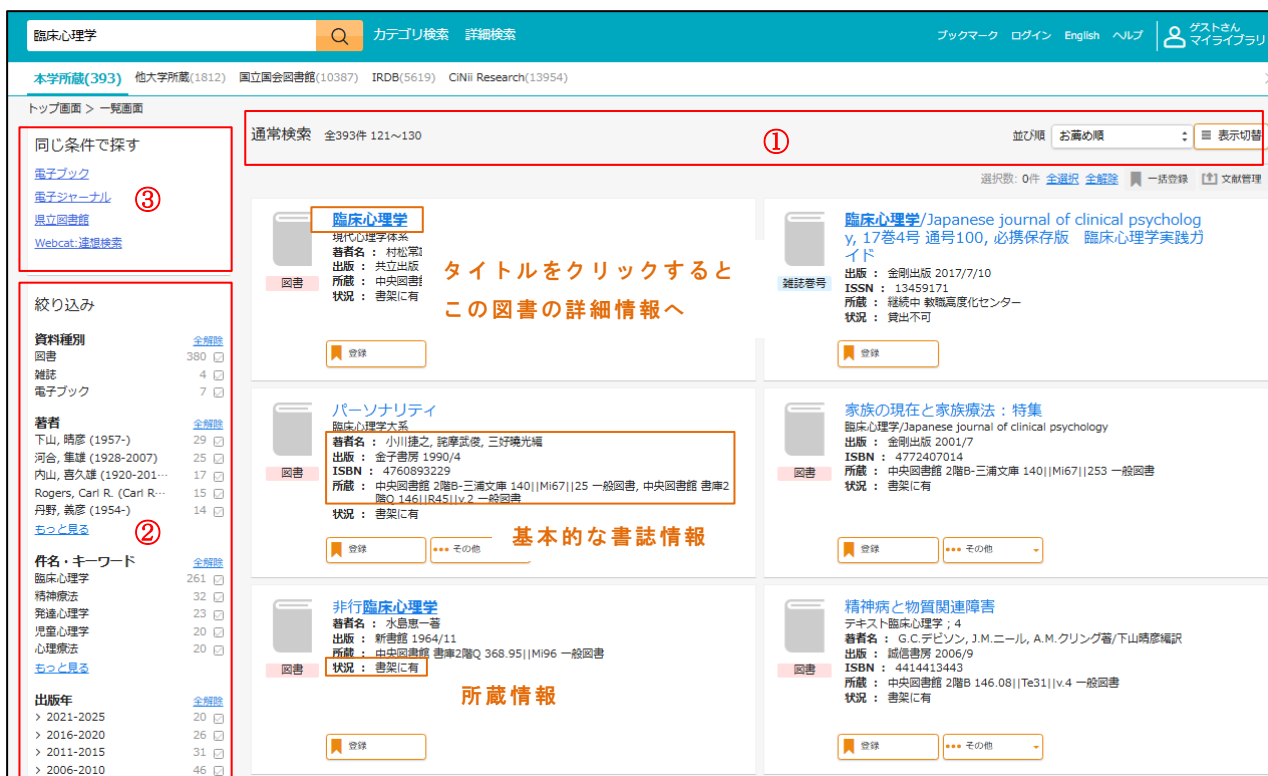 臨床心理学
カテゴリ検索 詳細検索
ブックマーク ログイン English ヘルプ
ゲストさん
マイライブラリ
本学所蔵(393) 他大学所蔵(1812) 国立国会図書館(10387) IRDB(5619) CiNii Research(13954)
トップ画面 > 一覧画面
同じ条件で探す
電子ブック
電子ジャーナル
③
県立図書館
Webcat:連想検索
通常検索 全393件 121～130
①
並び順 お薦め順 表示切替
選択数: 0件 全選択 全解除 一括登録 文献管理
絞り込み
資料種別 全解除
図書 380
雑誌 4
電子ブック 7
著者 全解除
下山, 晴彦 (1957-) 29
河合, 隼雄 (1928-2007) 25
内山, 喜久雄 (1920-201… 17
Rogers, Carl R. (Carl R… 15
丹野, 義彦 (1954-) 14
もっと見る
②
件名・キーワード 全解除
臨床心理学 261
精神療法 32
発達心理学 23
児童心理学 20
心理療法 20
もっと見る
出版年 全解除
> 2021-2025 20
> 2016-2020 26
> 2011-2015 31
> 2006-2010 46
図書
臨床心理学
現代心理学体系
著者名 : 村松常
出版 : 共立出版
所蔵 : 中央図書
状況 : 書架に有
タイトルをクリックすると
この図書の詳細情報へ
登録
雑誌巻号
臨床心理学/Japanese journal of clinical psycholog
y, 17巻4号 通号100, 必携保存版 臨床心理学実践ガ
イド
出版 : 金剛出版 2017/7/10
ISSN : 13459171
所蔵 : 継続中 教職高度化センター
状況 : 貸出不可
登録
図書
パーソナリティ
臨床心理学大系
著者名 : 小川捷之, 詫摩武俊, 三好暁光編
出版 : 金子書房 1990/4
ISBN : 4760893229
所蔵 : 中央図書館 2階B-三浦文庫 140||Mi67||25 一般図書, 中央図書館 書庫2
階Q 146||R45||v.2 一般図書
状況 : 書架に有
基本的な書誌情報
登録 その他
図書
家族の現在と家族療法 : 特集
臨床心理学/Japanese journal of clinical psychology
出版 : 金剛出版 2001/7
ISBN : 4772407014
所蔵 : 中央図書館 2階B-三浦文庫 140||Mi67||253 一般図書
状況 : 書架に有
登録 その他
図書
非行臨床心理学
著者名 : 水島恵一著
出版 : 新書館 1964/11
所蔵 : 中央図書館 書庫2階Q 368.95||Mi96 一般図書
状況 : 書架に有
所蔵情報
登録
図書
精神病と物質関連障害
テキスト臨床心理学 ; 4
著者名 : G.C.デビソン, J.M.ニール, A.M.クリング著/下山晴彦編訳
出版 : 誠信書房 2006/9
ISBN : 4414413443
所蔵 : 中央図書館 2階B 146.08||Te31||v.4 一般図書
状況 : 書架に有
登録 その他